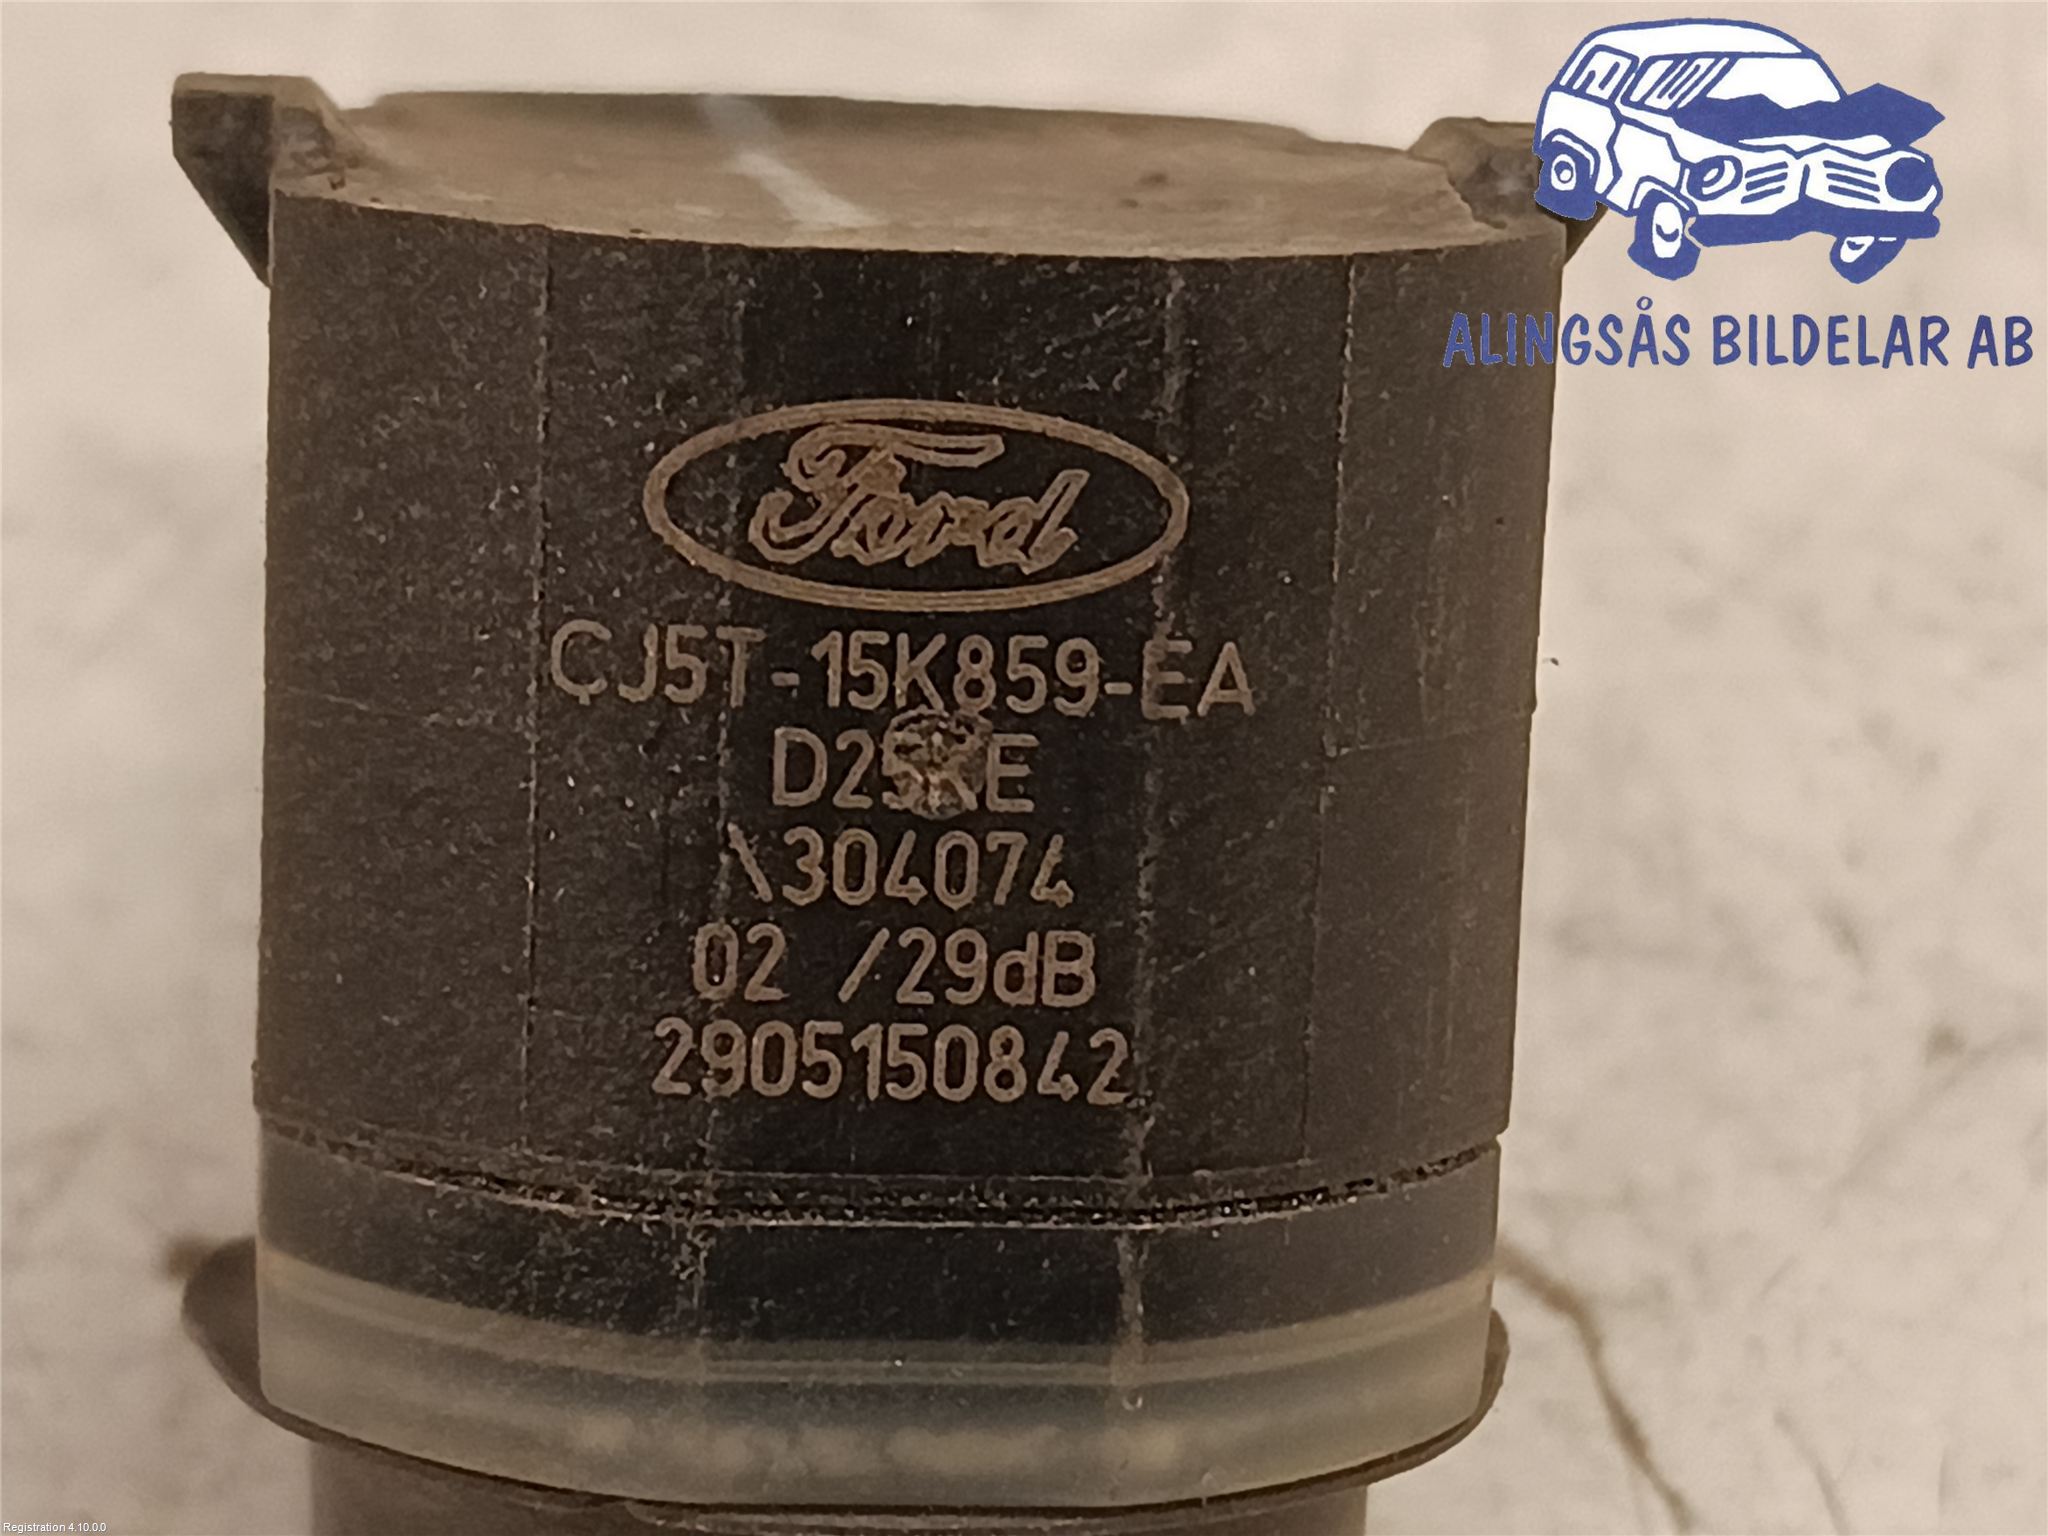 ALINGSÅS BILDELAR AB
Ford
CJ5T-15K859-EA
\304074
02 /29dB
2905150842
Registration 4.10.0.0